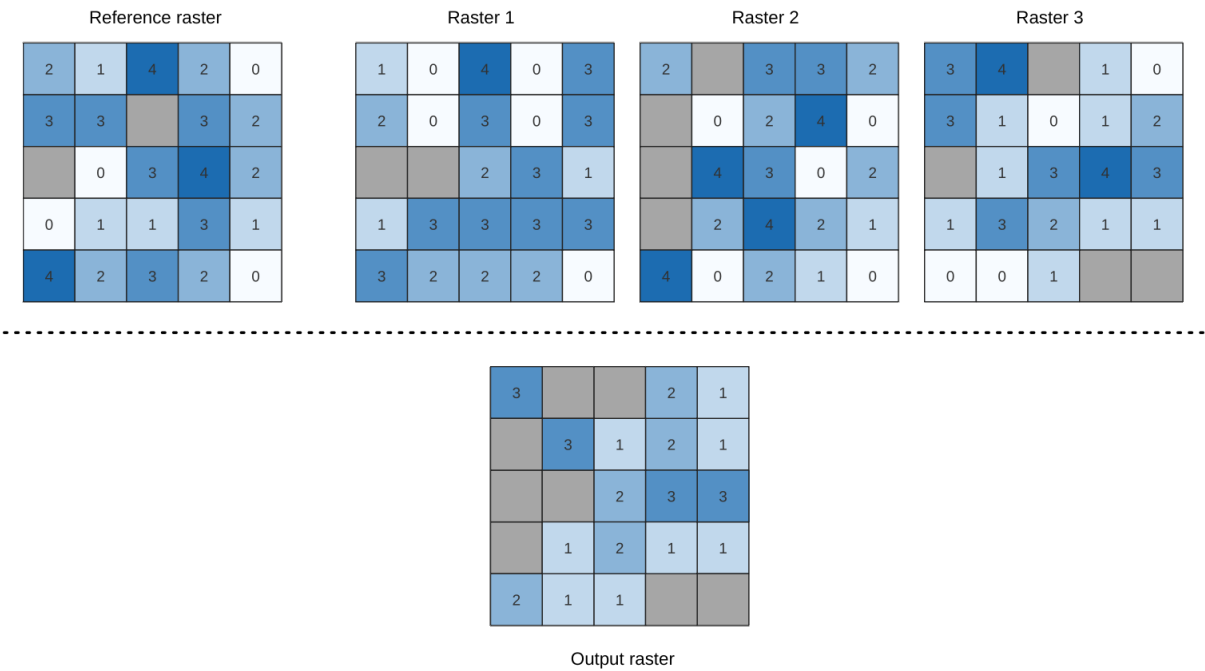 Reference raster Raster 1 Raster 2 Raster 3
2 1 4 2 0 1 0 4 0 3 2 3 3 2 3 4 1 0
3 3 3 2 2 0 3 0 3 0 2 4 0 3 1 0 1 2
0 3 4 2 2 3 1 4 3 0 2 1 3 4 3
0 1 1 3 1 1 3 3 3 3 2 4 2 1 1 3 2 1 1
4 2 3 2 0 3 2 2 2 0 4 0 2 1 0 0 0 1
3 2 1
3 1 2 1
2 3 3
1 2 1 1
2 1 1
Output raster